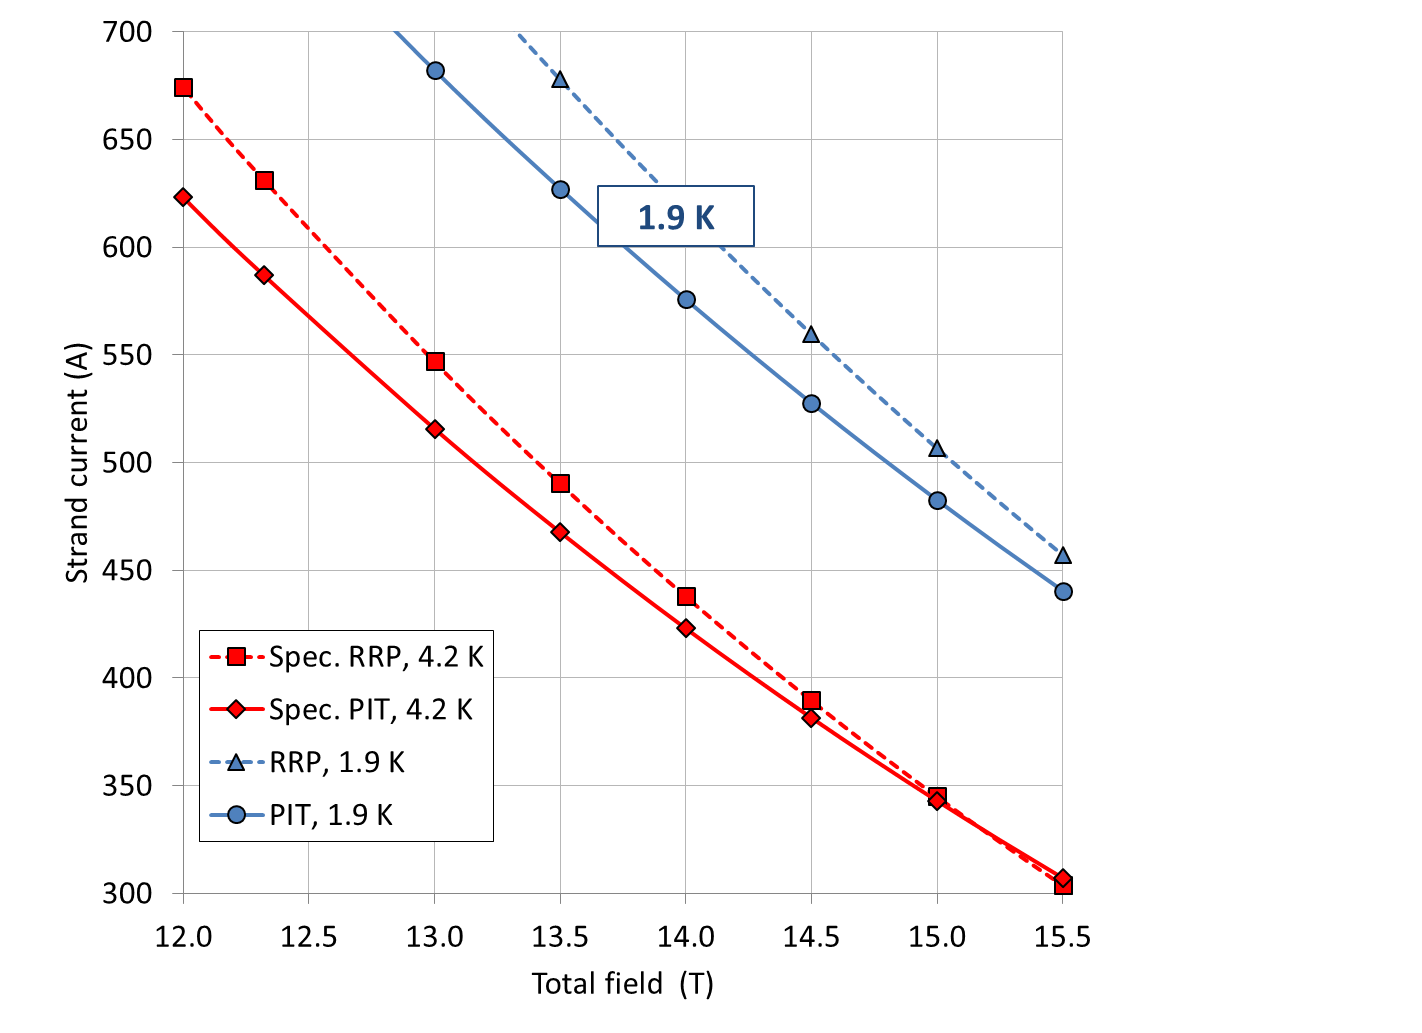 700
650
600
550
500
450
400
350
300
Strand current (A)
1.9 K
Spec. RRP, 4.2 K
Spec. PIT, 4.2 K
RRP, 1.9 K
PIT, 1.9 K
12.0 12.5 13.0 13.5 14.0 14.5 15.0 15.5
Total field (T)